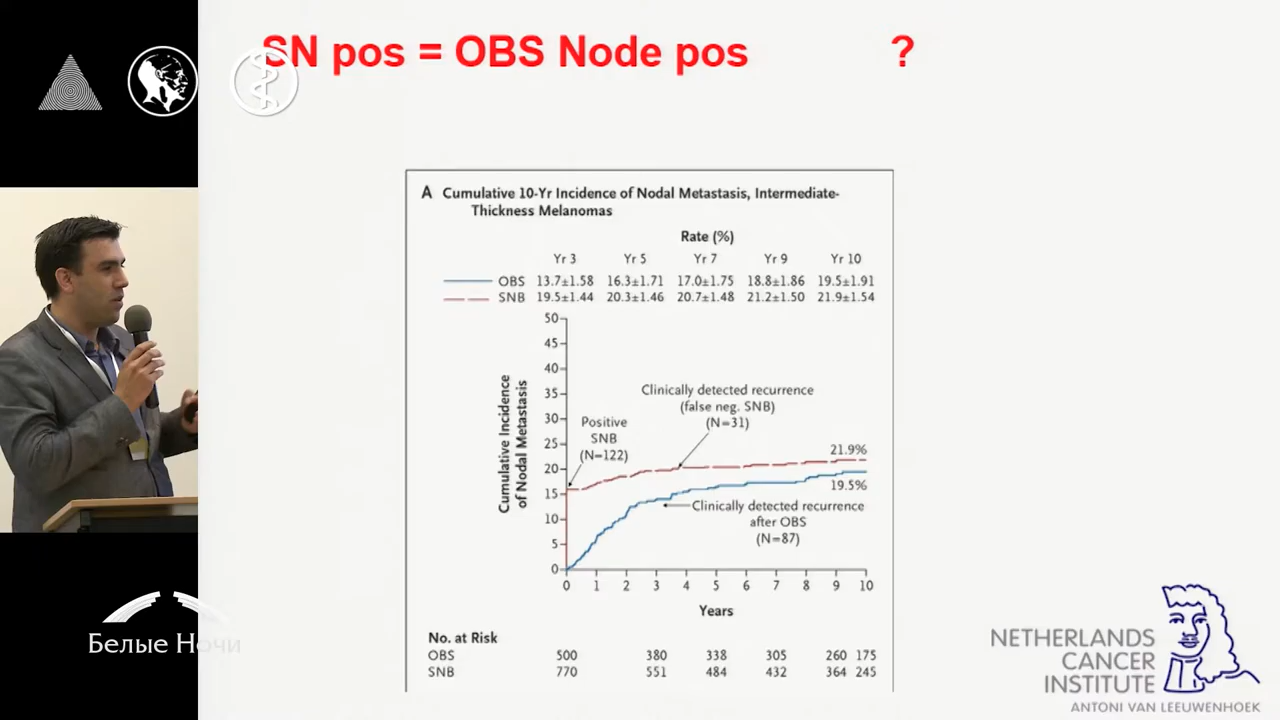 SN pos = OBS Node pos ?
A Cumulative 10-Yr Incidence of Nodal Metastasis, Intermediate-
Thickness Melanomas
Rate (%)
Yr 3 Yr 5 Yr 7 Yr 9 Yr 10
OBS 13.7±1.58 16.3±1.71 17.0±1.75 18.8±1.86 19.5±1.91
SNB 19.5±1.44 20.3±1.46 20.7±1.48 21.2±1.50 21.9±1.54
Cumulative Incidence
of Nodal Metastasis
50
45
40
35
30
25
20
15
10
5
0
Positive
SNB
(N=122)
Clinically detected recurrence
(false neg. SNB)
(N=31)
21.9%
19.5%
Clinically detected recurrence
after OBS
(N=87)
0 1 2 3 4 5 6 7 8 9 10
Years
No. at Risk
OBS 500 380 338 305 260 175
SNB 770 551 484 432 364 245
Белые Ночи
NETHERLANDS
CANCER
INSTITUTE
ANTONI VAN LEEUWENHOEK